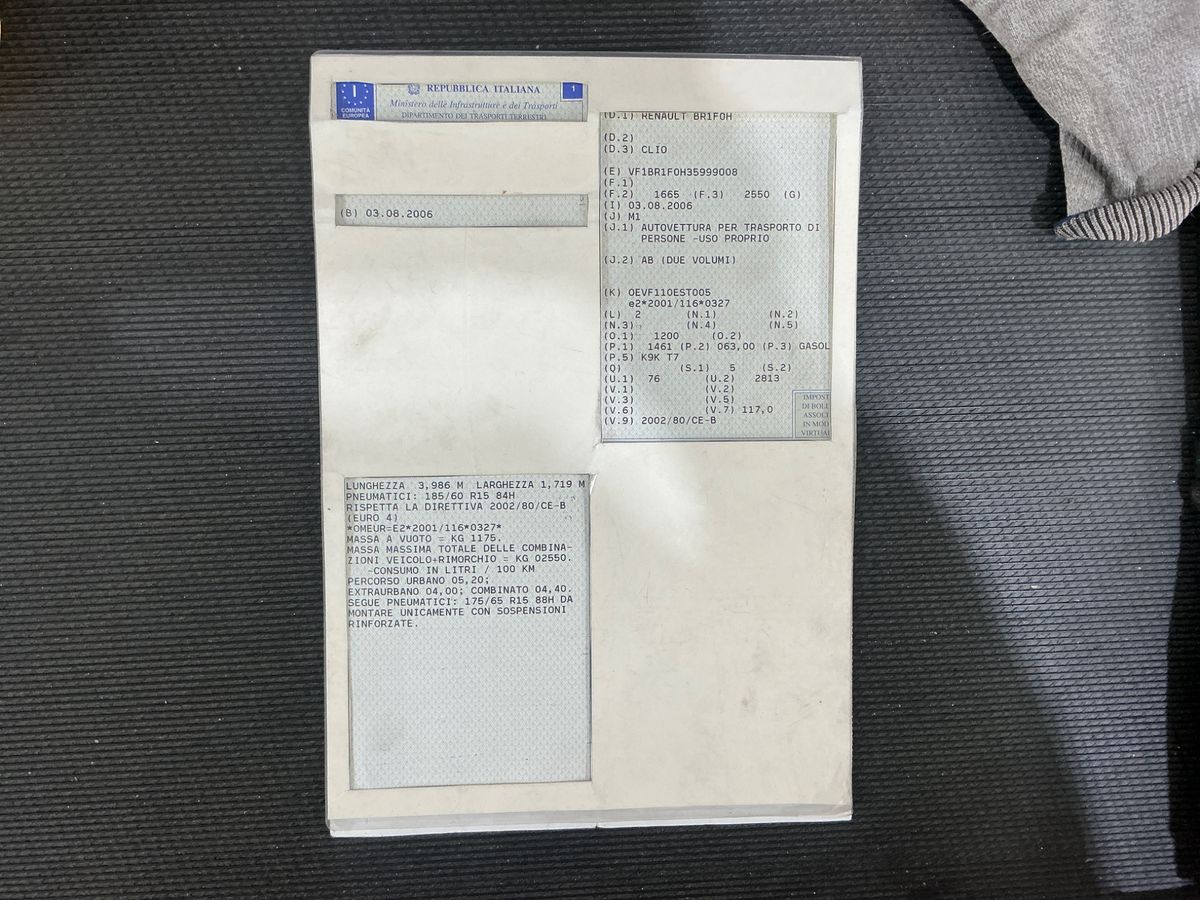 I
COMUNITÀ
EUROPEA
REPUBBLICA ITALIANA
Ministero delle Infrastrutture e dei Trasporti
DIPARTIMENTO DEI TRASPORTI TERRESTRI
1
(B) 03.08.2006
(D.1) RENAULT BR1F0H
(D.2)
(D.3) CLIO
(E) VF1BR1F0H35999008
(F.1)
(F.2) 1665 (F.3) 2550 (G)
(I) 03.08.2006
(J) M1
(J.1) AUTOVETTURA PER TRASPORTO DI
PERSONE -USO PROPRIO
(J.2) AB (DUE VOLUMI)
(K) OEVF110EST005
e2*2001/116*0327
(L) 2 (N.1) (N.2)
(N.3) (N.4) (N.5)
(O.1) 1200 (O.2)
(P.1) 1461 (P.2) 063,00 (P.3) GASOL
(P.5) K9K T7
(Q) (S.1) 5 (S.2)
(U.1) 76 (U.2) 2813
(V.1) (V.2)
(V.3) (V.5)
(V.6) (V.7) 117,0
(V.9) 2002/80/CE-B
IMPOST
DI BOLL
ASSOLT
IN MOD
VIRTUAL
LUNGHEZZA 3,986 M LARGHEZZA 1,719 M
PNEUMATICI: 185/60 R15 84H
RISPETTA LA DIRETTIVA 2002/80/CE-B
(EURO 4)
*OMEUR=E2*2001/116*0327*
MASSA A VUOTO = KG 1175.
MASSA MASSIMA TOTALE DELLE COMBINA-
ZIONI VEICOLO+RIMORCHIO = KG 02550.
-CONSUMO IN LITRI / 100 KM
PERCORSO URBANO 05,20;
EXTRAURBANO 04,00; COMBINATO 04,40.
SEGUE PNEUMATICI: 175/65 R15 88H DA
MONTARE UNICAMENTE CON SOSPENSIONI
RINFORZATE.